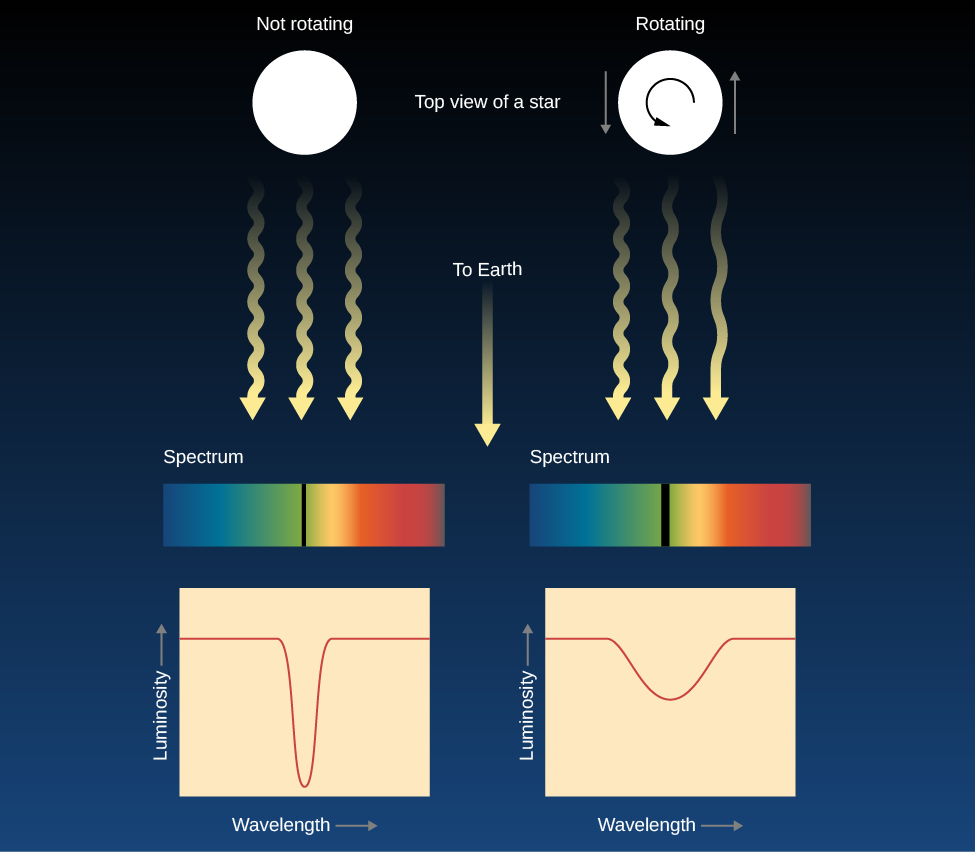 Not rotating
Rotating
Top view of a star
To Earth
Spectrum
Spectrum
Luminosity
Luminosity
Wavelength
Wavelength